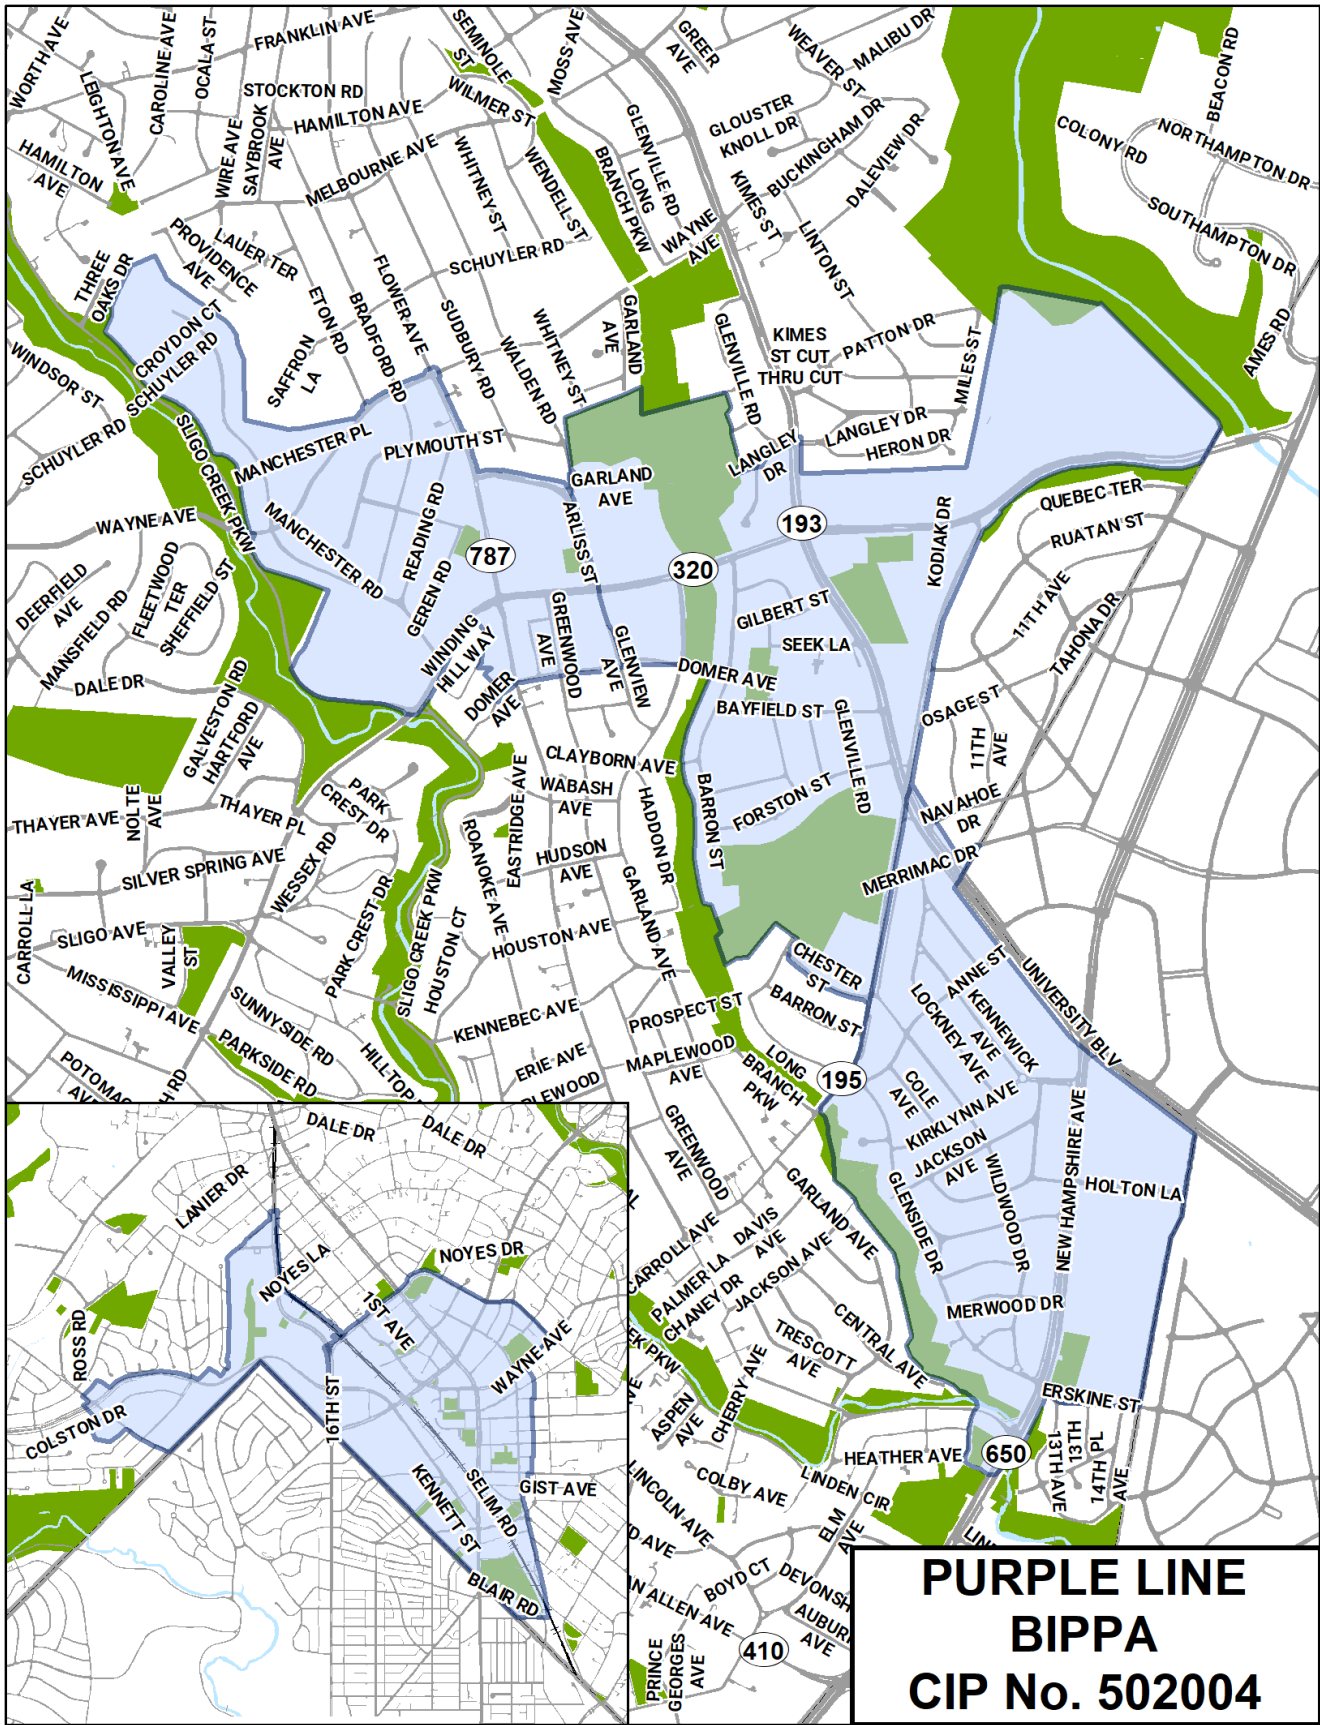 WORTH AVE
LEIGHTON AVE
CAROLINE AVE
OCALA ST
FRANKLIN AVE
STOCKTON RD
HAMILTON AVE
WIRE AVE
SAYBROOK
AVE
MELBOURNE AVE
HAMILTON
AVE
SEMINOLE
ST
MOSS AVE
WILMER ST
WHITNEY ST
WENDELL ST
BRANCH PKW
LONG
GLENVILLE RD
WAYNE
AVE
GREER
AVE
WEAVER ST
MALIBU DR
GLOUSTER
KNOLL DR
BUCKINGHAM DR
DALEVIEW DR
KIMES ST
LINTON ST
BEACON RD
COLONY RD
NORTHAMPTON DR
SOUTHAMPTON DR
AMES RD
THREE
OAKS DR
PROVIDENCE
AVE
LAUER TER
SCHUYLER RD
CROYDON CT
SCHUYLER RD
WINDSOR ST
SCHUYLER RD
SAFFRON
LA
ETON RD
BRADFORD RD
FLOWER AVE
SUDBURY RD
WALDEN RD
WHITNEY ST
GARLAND
AVE
GLENVILLE RD
KIMES
ST CUT
THRU CUT
PATTON DR
MILES ST
LANGLEY DR
HERON DR
LANGLEY
DR
SLIGO CREEK PKW
MANCHESTER PL
PLYMOUTH ST
GARLAND
AVE
ARLISS ST
READING RD
MANCHESTER RD
GEREN RD
787
320
193
KODIAK DR
QUEBEC TER
RUATAN ST
11TH AVE
TAHONA DR
WAYNE AVE
DEERFIELD
AVE
MANSFIELD RD
FLEETWOOD
TER
SHEFFIELD ST
DALE DR
WINDING
HILL WAY
DOMER
AVE
GREENWOOD
AVE
GLENVIEW
AVE
GILBERT ST
SEEK LA
DOMER AVE
BAYFIELD ST
GLENVILLE RD
OSAGE ST
11TH
AVE
GALVESTON RD
HARTFORD
AVE
NOLTE
AVE
THAYER AVE
THAYER PL
PARK
CREST DR
CLAYBORN AVE
WABASH
AVE
EASTRIDGE AVE
ROANOKE AVE
HUDSON
AVE
HADDON DR
BARRON ST
FORSTON ST
NAVAHOE
DR
MERRIMAC DR
SILVER SPRING AVE
WESSEX RD
CARROLL LA
SLIGO AVE
VALLEY
ST
MISSISSIPPI AVE
PARK CREST DR
SLIGO CREEK PKW
HOUSTON CT
HOUSTON AVE
GARLAND AVE
KENNEBEC AVE
PROSPECT ST
CHESTER
ST
BARRON ST
ANNE ST
KENNEWICK
AVE
LOCKNEY AVE
UNIVERSITY BLV
SUNNYSIDE RD
PARKSIDE RD
HILLTOP
POTOMAC
AVE
H RD
ERIE AVE
LEWOOD
MAPLEWOOD
AVE
LONG
BRANCH
PKW
195
COLE
AVE
KIRKLYNN AVE
JACKSON
AVE
WILDWOOD DR
NEW HAMPSHIRE AVE
HOLTON LA
GREENWOOD
AVE
GARLAND AVE
GLENSIDE DR
MERWOOD DR
CARROLL AVE
DAVIS
AVE
PALMER LA
CHANEY DR
JACKSON AVE
CENTRAL AVE
TRESCOTT
AVE
EK PKW
CHERRY AVE
ASPEN
AVE
ERSKINE ST
650
13TH AVE
13TH
14TH PL
AVE
HEATHER AVE
LINDEN CIR
COLBY AVE
LINCOLN AVE
ELM
AVE
D AVE
BOYD CT
DEVONSH
AUBUR
AVE
N ALLEN AVE
PRINCE
GEORGES
AVE
410
LIN
DALE DR
DALE DR
LANIER DR
NOYES LA
NOYES DR
1ST AVE
WAYNE AVE
ROSS RD
COLSTON DR
16TH ST
KENNETT ST
SELIM RD
GIST AVE
BLAIR RD
PURPLE LINE
BIPPA
CIP No. 502004